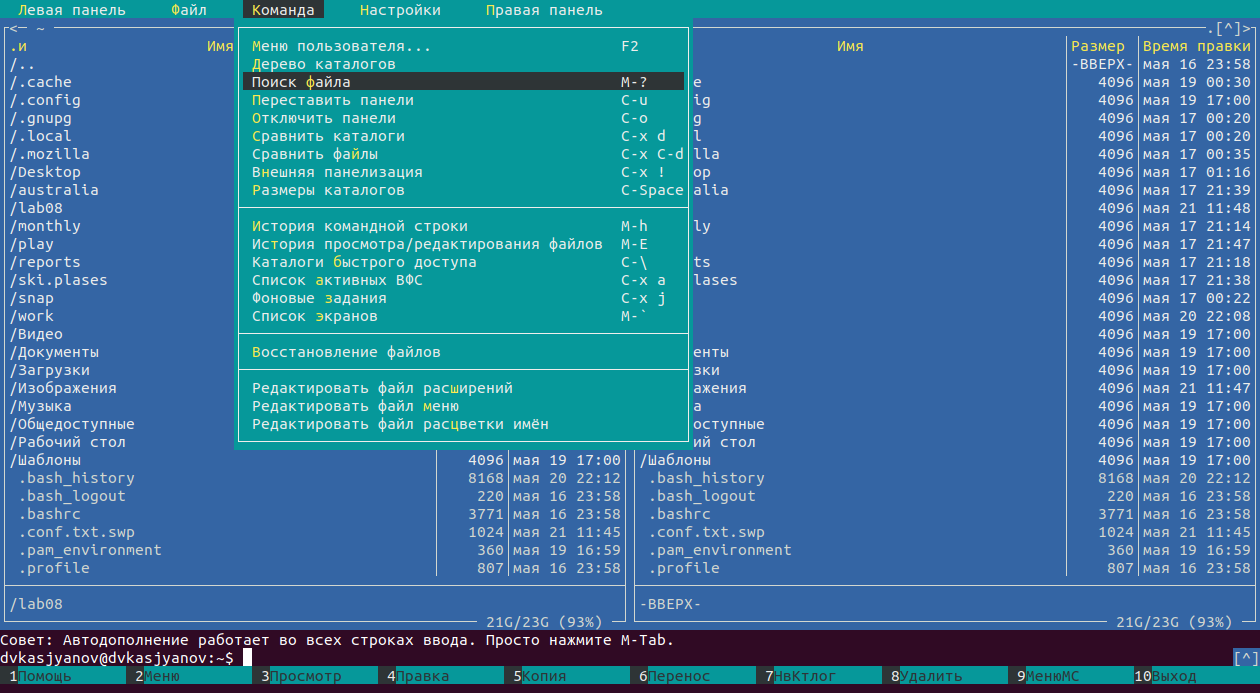 Левая панель Файл Команда Настройки Правая панель
<─ ~ .[^]>
.и Имя Меню пользователя... F2 Имя Размер Время правки
/.. Дерево каталогов -ВВЕРХ- мая 16 23:58
/.cache Поиск файла M-? e 4096 мая 19 00:30
/.config Переставить панели C-u ig 4096 мая 19 17:00
/.gnupg Отключить панели C-o g 4096 мая 17 00:20
/.local Сравнить каталоги C-x d l 4096 мая 17 00:20
/.mozilla Сравнить файлы C-x C-d lla 4096 мая 17 00:35
/Desktop Внешняя панелизация C-x ! op 4096 мая 17 01:16
/australia Размеры каталогов C-Space alia 4096 мая 17 21:39
/lab08 4096 мая 21 11:48
/monthly История командной строки M-h ly 4096 мая 17 21:14
/play История просмотра/редактирования файлов M-E 4096 мая 17 21:47
/reports Каталоги быстрого доступа C-\ ts 4096 мая 17 21:18
/ski.plases Список активных ВФС C-x a lases 4096 мая 17 21:38
/snap Фоновые задания C-x j 4096 мая 17 00:22
/work Список экранов M-` 4096 мая 20 22:08
/Видео 4096 мая 19 17:00
/Документы Восстановление файлов енты 4096 мая 19 17:00
/Загрузки зки 4096 мая 19 17:00
/Изображения Редактировать файл расширений ажения 4096 мая 21 11:47
/Музыка Редактировать файл меню а 4096 мая 19 17:00
/Общедоступные Редактировать файл расцветки имён оступные 4096 мая 19 17:00
/Рабочий стол ий стол 4096 мая 19 17:00
/Шаблоны 4096 мая 19 17:00 /Шаблоны 4096 мая 19 17:00
.bash_history 8168 мая 20 22:12 .bash_history 8168 мая 20 22:12
.bash_logout 220 мая 16 23:58 .bash_logout 220 мая 16 23:58
.bashrc 3771 мая 16 23:58 .bashrc 3771 мая 16 23:58
.conf.txt.swp 1024 мая 21 11:45 .conf.txt.swp 1024 мая 21 11:45
.pam_environment 360 мая 19 16:59 .pam_environment 360 мая 19 16:59
.profile 807 мая 16 23:58 .profile 807 мая 16 23:58
/lab08 -ВВЕРХ-
21G/23G (93%) 21G/23G (93%)
Совет: Автодополнение работает во всех строках ввода. Просто нажмите M-Tab.
dvkasjyanov@dvkasjyanov:~$ [^]
1Помощь 2Меню 3Просмотр 4Правка 5Копия 6Перенос 7НвКтлог 8Удалить 9МенюMC 10Выход